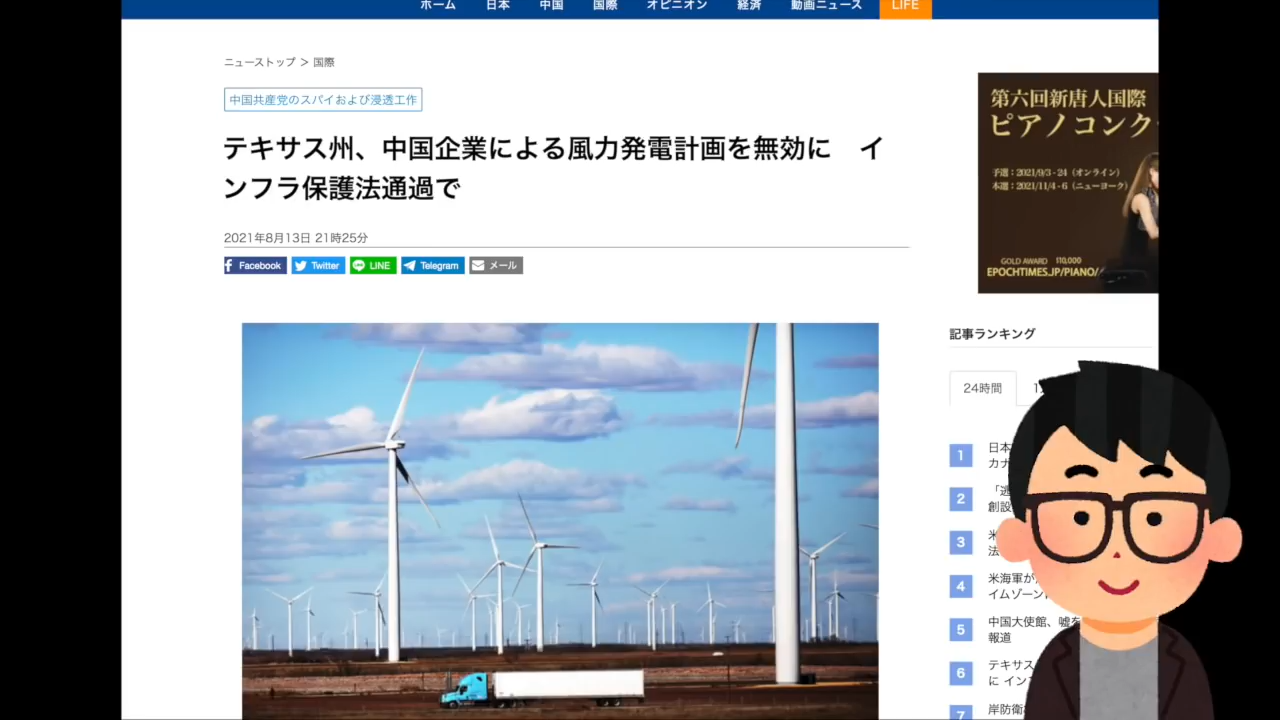 ホーム 日本 中国 国際 オピニオン 経済 動画ニュース LIFE
ニューストップ > 国際
中国共産党のスパイおよび浸透工作
テキサス州、中国企業による風力発電計画を無効に イ
ンフラ保護法通過で
2021年8月13日 21時25分
Facebook Twitter LINE Telegram メール
第六回新唐人国際
ピアノコンク
予選：2021/9/3 - 24（オンライン）
本選：2021/11/4 - 6（ニューヨーク）
GOLD AWARD 110,000
EPOCHTIMES.JP/PIANO/
記事ランキング
24時間
1 日本
カナ
2 「逃
創設
3 米
法
4 米海軍が
イムゾーン
5 中国大使館、嘘を
報道
6 テキサス
に イン
7 岸防衛